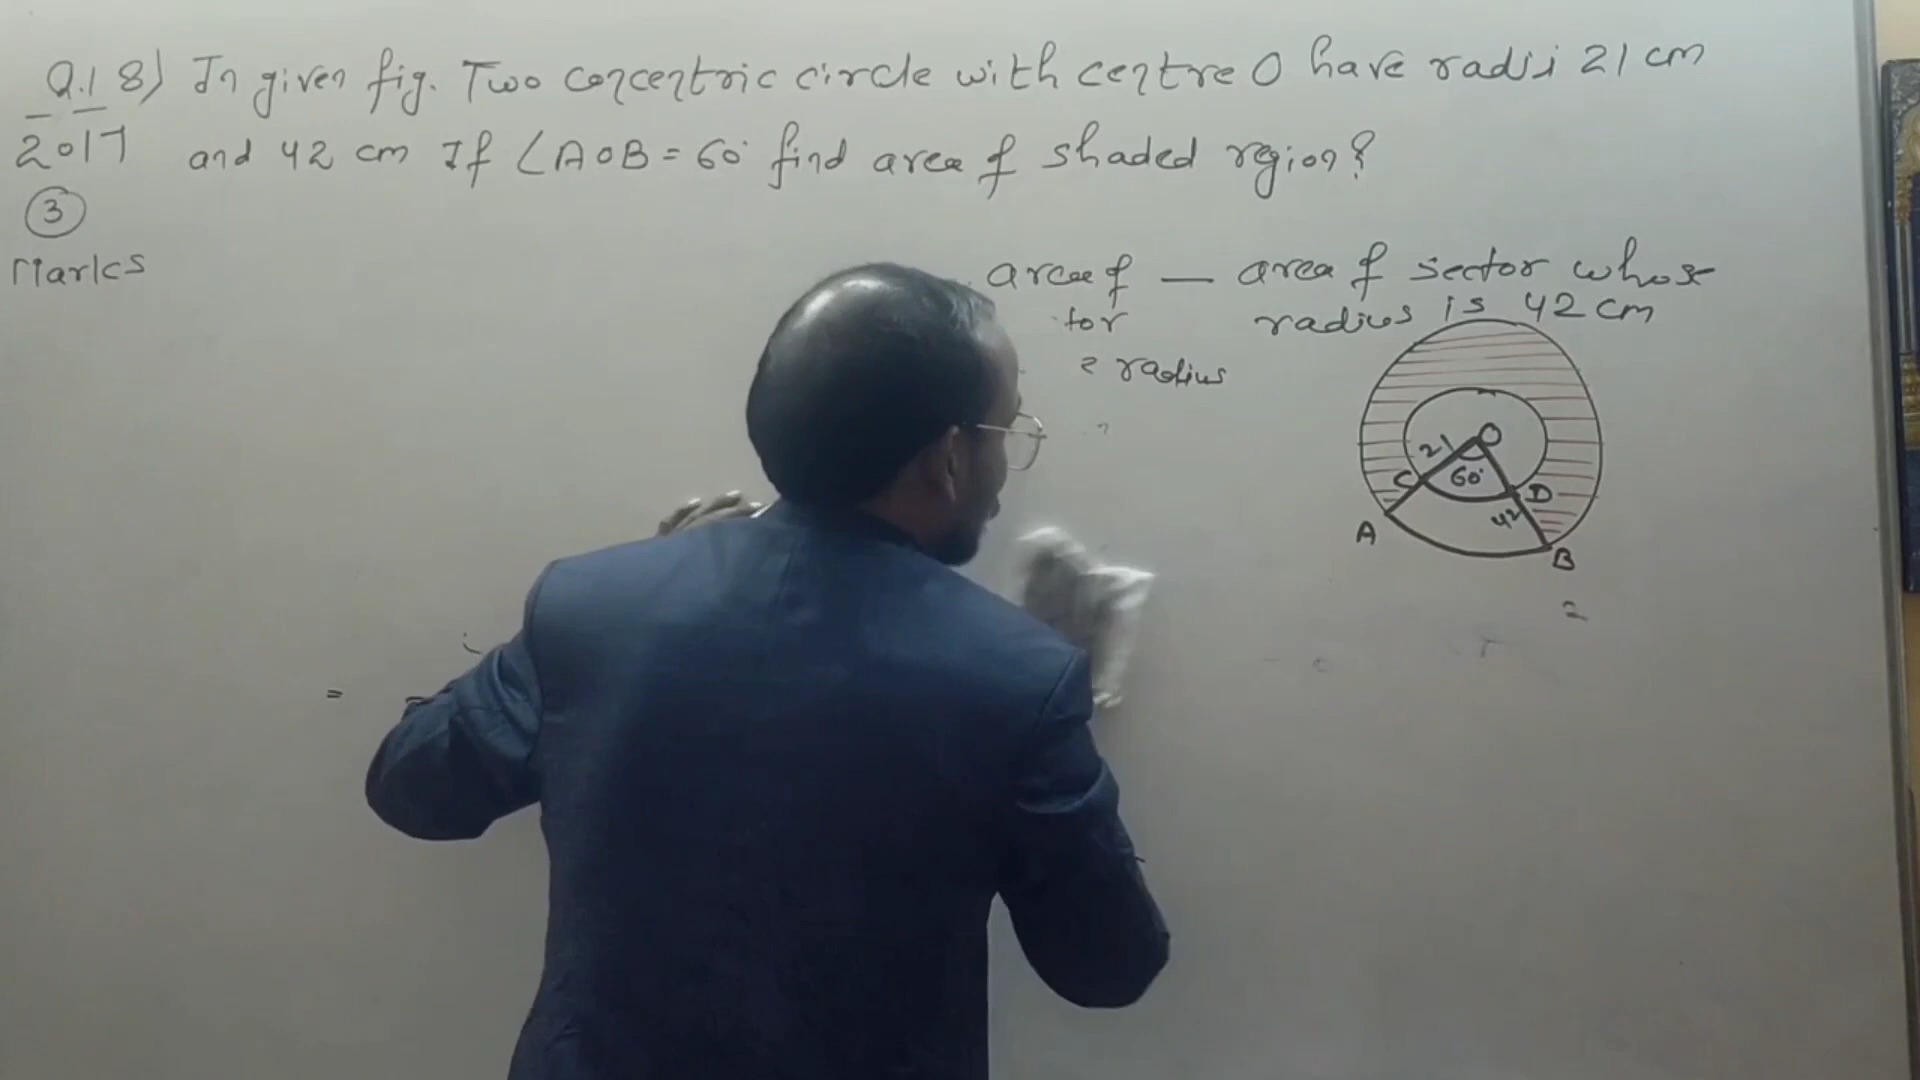 Q.18) In given fig. Two concentric circle with centre O have radii 21 cm
2017 and 42 cm If ∠AOB = 60° find area of shaded region?
3
Marks
area of — area of sector whose
tor radius is 42 cm
radius
O
21
60°
C
D
42
A
B
=
=